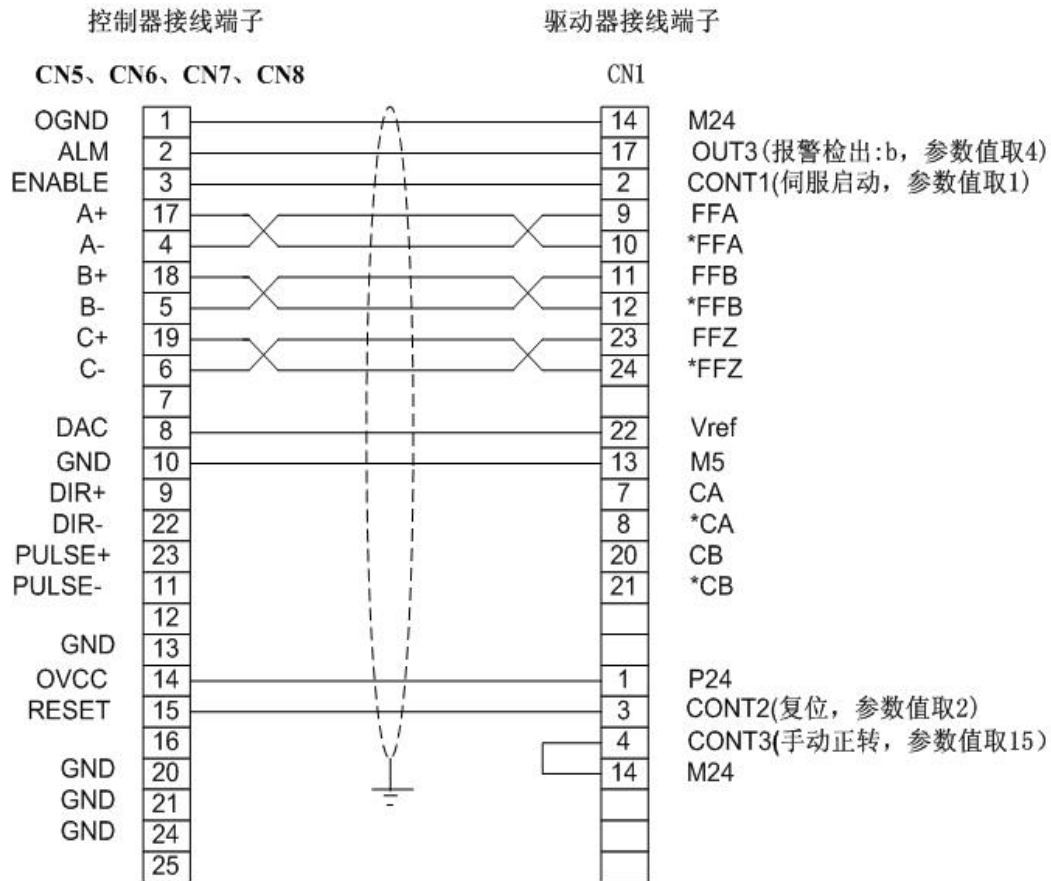 控制器接线端子 驱动器接线端子
CN5、CN6、CN7、CN8 CN1
OGND 1 14 M24
ALM 2 17 OUT3(报警检出:b，参数值取4)
ENABLE 3 2 CONT1(伺服启动，参数值取1)
A+ 17 9 FFA
A- 4 10 *FFA
B+ 18 11 FFB
B- 5 12 *FFB
C+ 19 23 FFZ
C- 6 24 *FFZ
7
DAC 8 22 Vref
GND 10 13 M5
DIR+ 9 7 CA
DIR- 22 8 *CA
PULSE+ 23 20 CB
PULSE- 11 21 *CB
12
GND 13
OVCC 14 1 P24
RESET 15 3 CONT2(复位，参数值取2)
16 4 CONT3(手动正转，参数值取15）
GND 20 14 M24
GND 21
GND 24
25